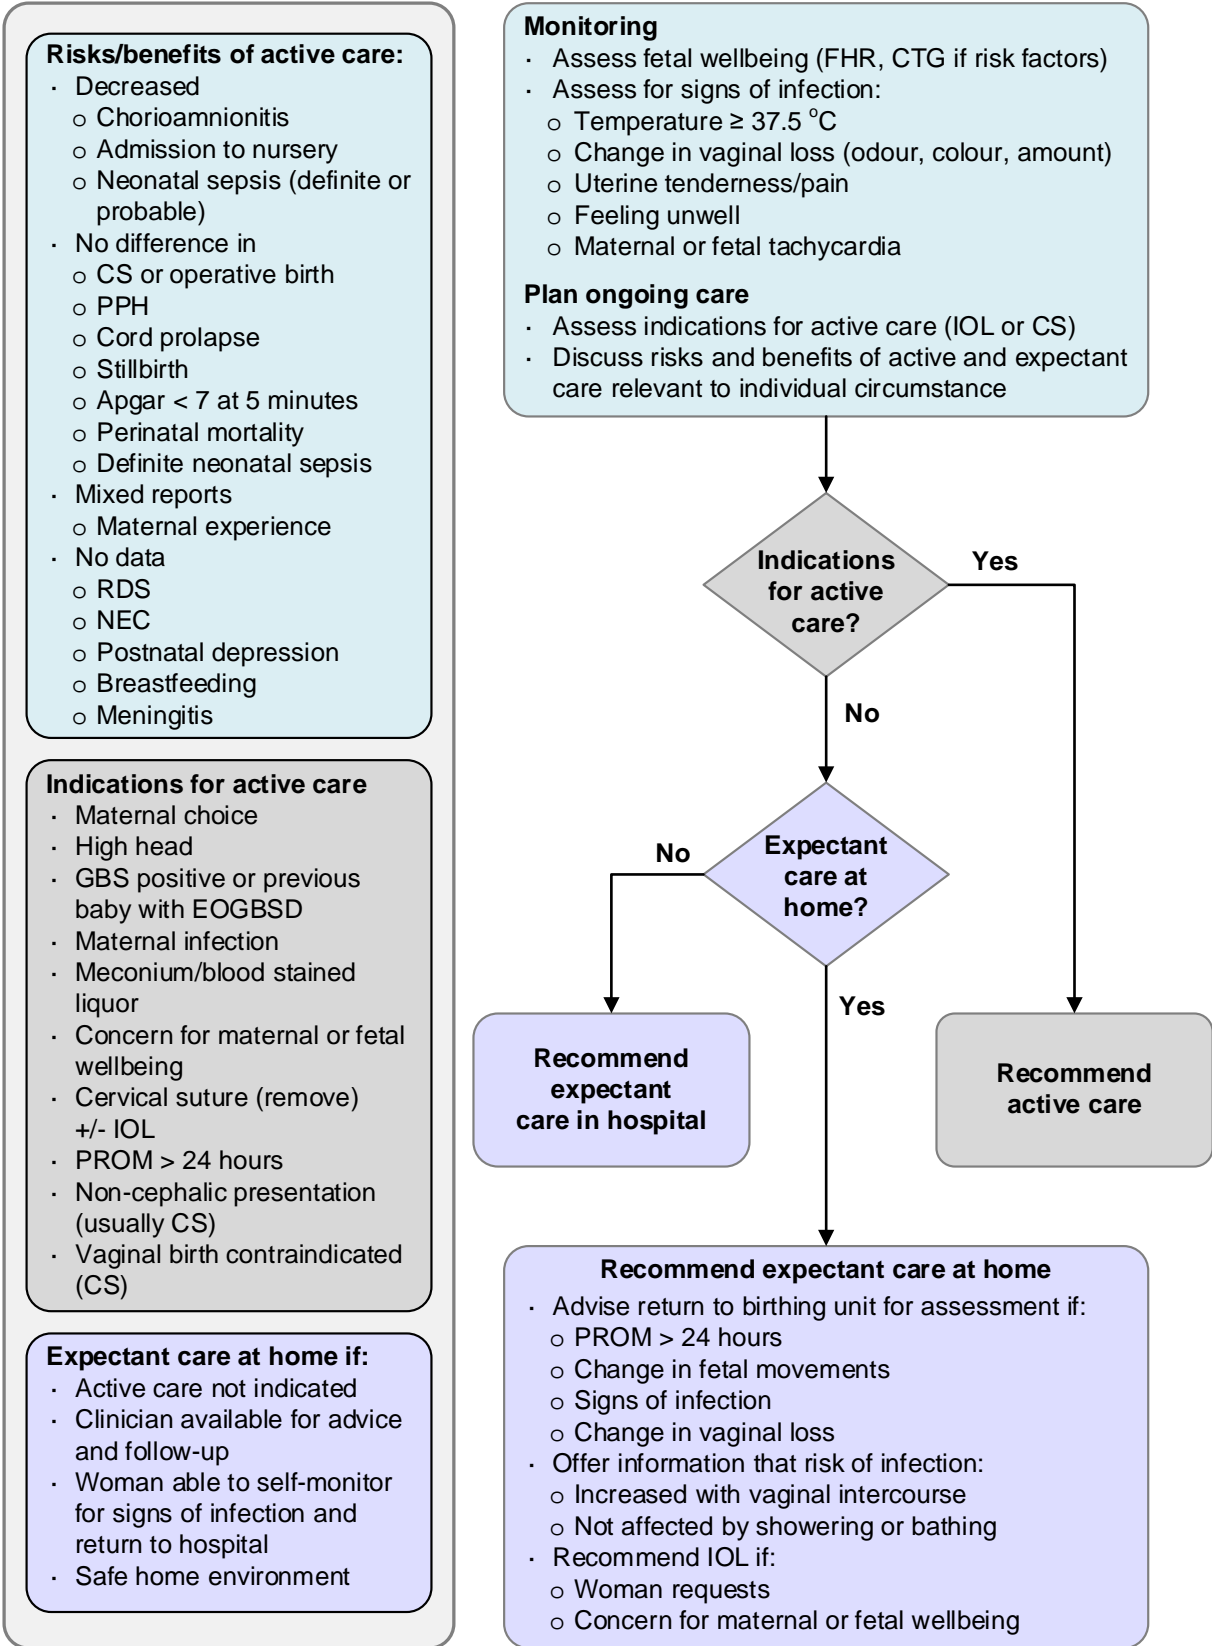 Risks/benefits of active care:
· Decreased
o Chorioamnionitis
o Admission to nursery
o Neonatal sepsis (definite or
probable)
· No difference in
o CS or operative birth
o PPH
o Cord prolapse
o Stillbirth
o Apgar < 7 at 5 minutes
o Perinatal mortality
o Definite neonatal sepsis
· Mixed reports
o Maternal experience
· No data
o RDS
o NEC
o Postnatal depression
o Breastfeeding
o Meningitis
Indications for active care
· Maternal choice
· High head
· GBS positive or previous
baby with EOGBSD
· Maternal infection
· Meconium/blood stained
liquor
· Concern for maternal or fetal
wellbeing
· Cervical suture (remove)
+/- IOL
· PROM > 24 hours
· Non-cephalic presentation
(usually CS)
· Vaginal birth contraindicated
(CS)
Expectant care at home if:
· Active care not indicated
· Clinician available for advice
and follow-up
· Woman able to self-monitor
for signs of infection and
return to hospital
· Safe home environment
Monitoring
· Assess fetal wellbeing (FHR, CTG if risk factors)
· Assess for signs of infection:
o Temperature ≥ 37.5 °C
o Change in vaginal loss (odour, colour, amount)
o Uterine tenderness/pain
o Feeling unwell
o Maternal or fetal tachycardia
Plan ongoing care
· Assess indications for active care (IOL or CS)
· Discuss risks and benefits of active and expectant
care relevant to individual circumstance
Indications
for active
care?
Yes
No
Expectant
care at
home?
No
Yes
Recommend
expectant
care in hospital
Recommend
active care
Recommend expectant care at home
· Advise return to birthing unit for assessment if:
o PROM > 24 hours
o Change in fetal movements
o Signs of infection
o Change in vaginal loss
· Offer information that risk of infection:
o Increased with vaginal intercourse
o Not affected by showering or bathing
· Recommend IOL if:
o Woman requests
o Concern for maternal or fetal wellbeing